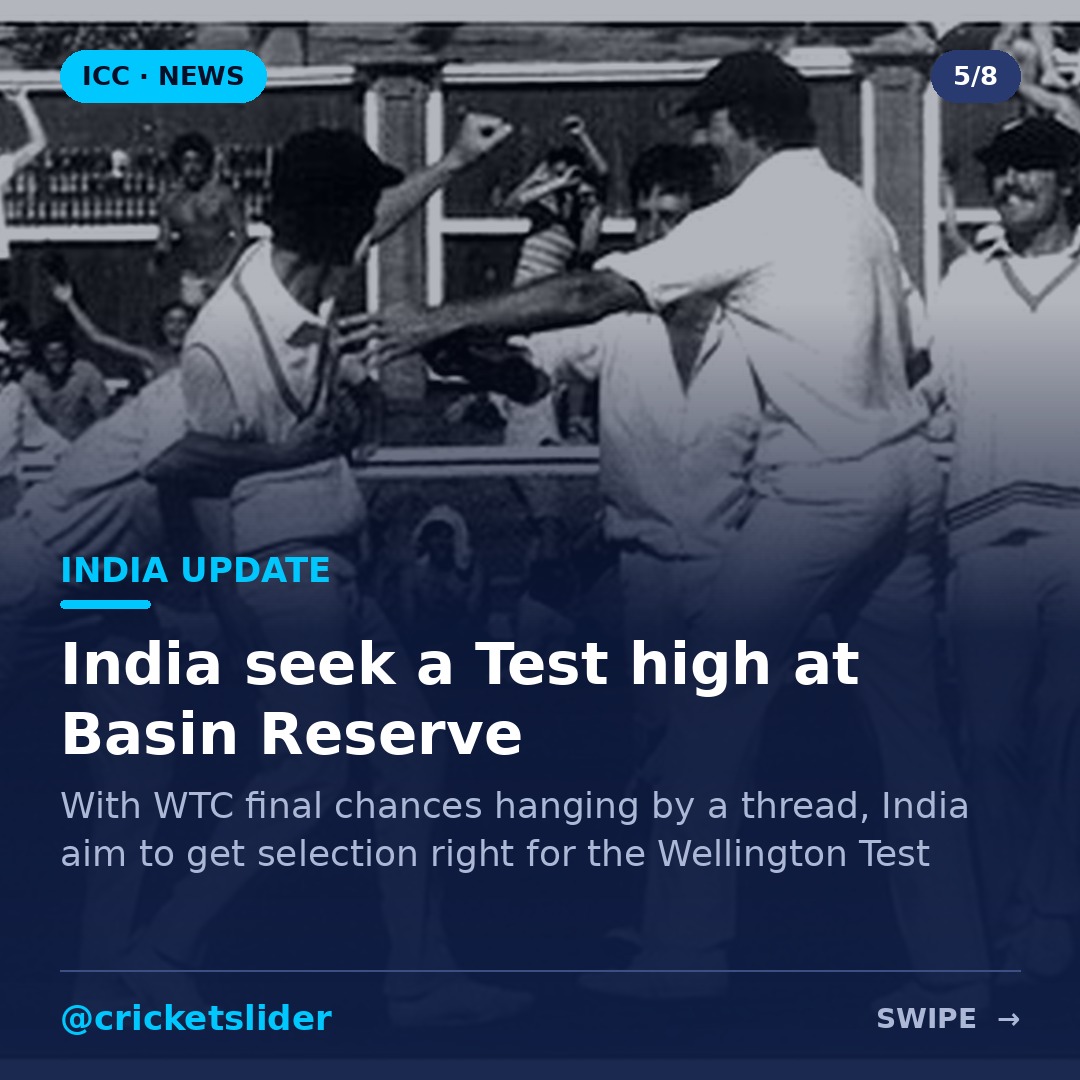 ICC · NEWS
5/8
INDIA UPDATE
India seek a Test high at
Basin Reserve
With WTC final chances hanging by a thread, India
aim to get selection right for the Wellington Test
@cricketslider
SWIPE →